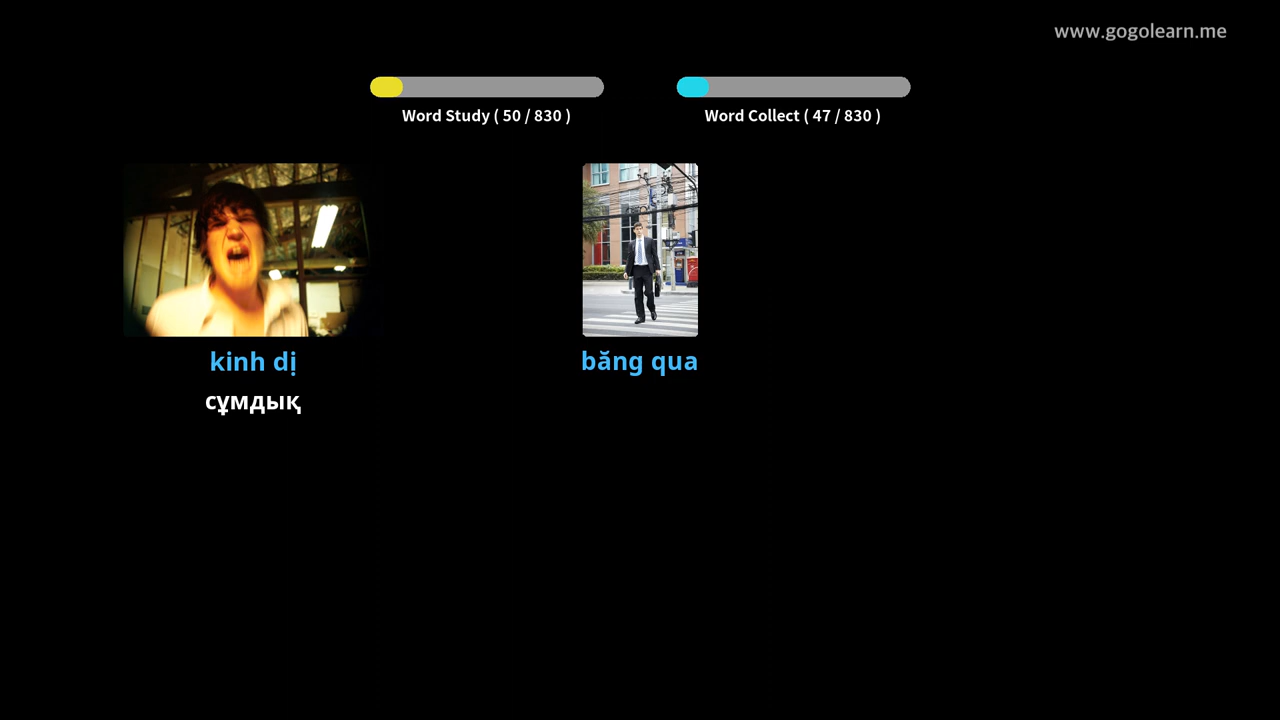 www.gogolearn.me
Word Study ( 50 / 830 )
Word Collect ( 47 / 830 )
kinh dị
băng qua
сұмдық